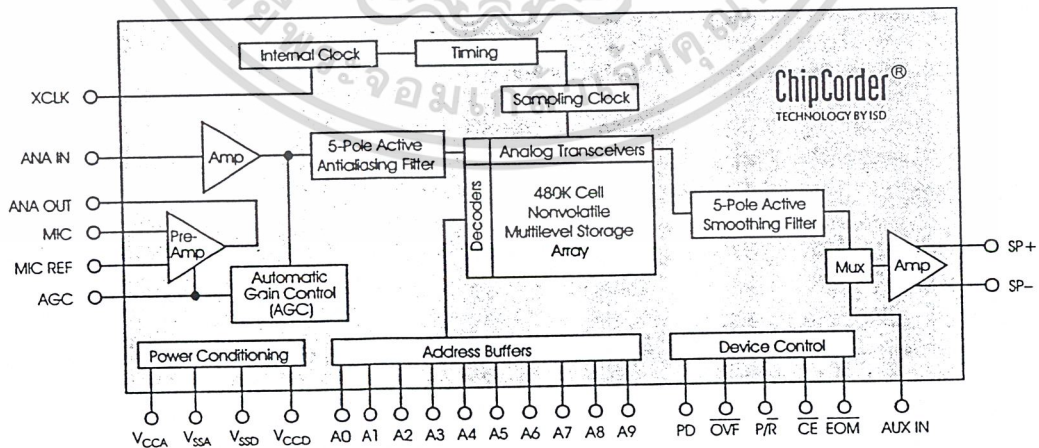 Internal Clock
Timing
XCLK
Sampling Clock
ChipCorder®
TECHNOLOGY BY ISD
ANA IN
Amp
5-Pole Active
Antialiasing Filter
Analog Transceivers
Decoders
480K Cell
Nonvolatile
Multilevel Storage
Array
5-Pole Active
Smoothing Filter
ANA OUT
MIC
Pre-
Amp
MIC REF
AGC
Automatic
Gain Control
(AGC)
Mux
Amp
SP+
SP–
Power Conditioning
Address Buffers
Device Control
VCCA VSSA VSSD VCCD A0 A1 A2 A3 A4 A5 A6 A7 A8 A9 PD OVF P/R CE EOM AUX IN